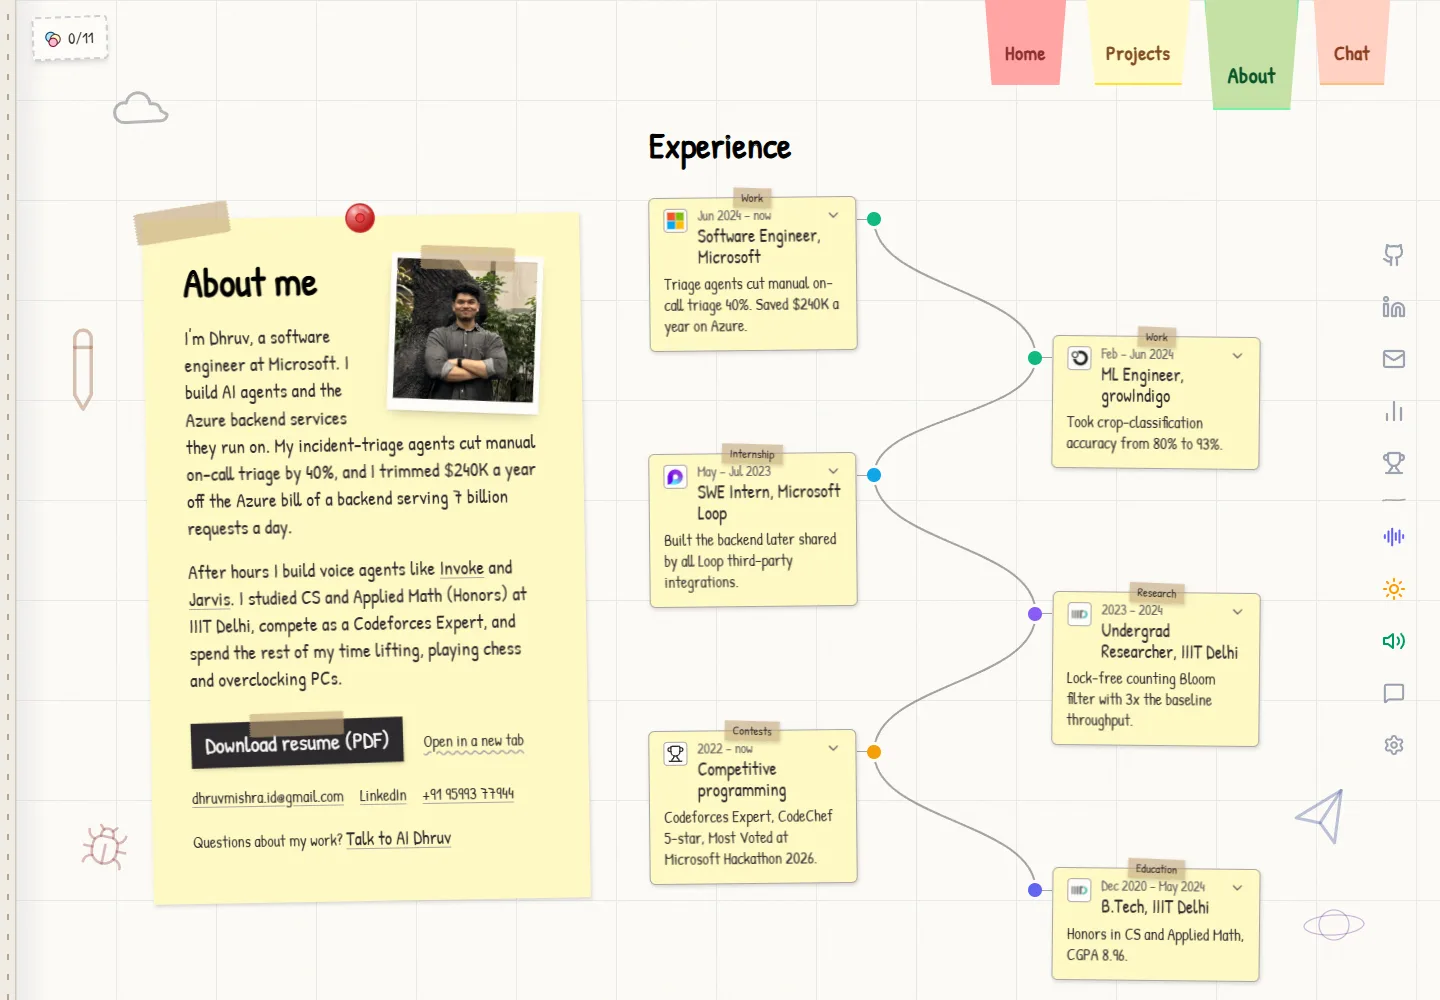 0/11
Home
Projects
About
Chat
About me
I'm Dhruv, a software
engineer at Microsoft. I
build AI agents and the
Azure backend services
they run on. My incident-triage agents cut manual
on-call triage by 40%, and I trimmed $240K a year
off the Azure bill of a backend serving 7 billion
requests a day.
After hours I build voice agents like Invoke and
Jarvis. I studied CS and Applied Math (Honors) at
IIIT Delhi, compete as a Codeforces Expert, and
spend the rest of my time lifting, playing chess
and overclocking PCs.
Download resume (PDF)
Open in a new tab
dhruvmishra.id@gmail.com
LinkedIn
+91 95993 77944
Questions about my work? Talk to AI Dhruv
Experience
Work
Jun 2024 – now
Software Engineer,
Microsoft
Triage agents cut manual on-
call triage 40%. Saved $240K a
year on Azure.
Work
Feb – Jun 2024
ML Engineer,
growIndigo
Took crop-classification
accuracy from 80% to 93%.
Internship
May – Jul 2023
SWE Intern, Microsoft
Loop
Built the backend later shared
by all Loop third-party
integrations.
Research
2023 – 2024
Undergrad
Researcher, IIIT Delhi
Lock-free counting Bloom
filter with 3x the baseline
throughput.
Contests
2022 – now
Competitive
programming
Codeforces Expert, CodeChef
5-star, Most Voted at
Microsoft Hackathon 2026.
Education
Dec 2020 – May 2024
B.Tech, IIIT Delhi
Honors in CS and Applied Math,
CGPA 8.96.